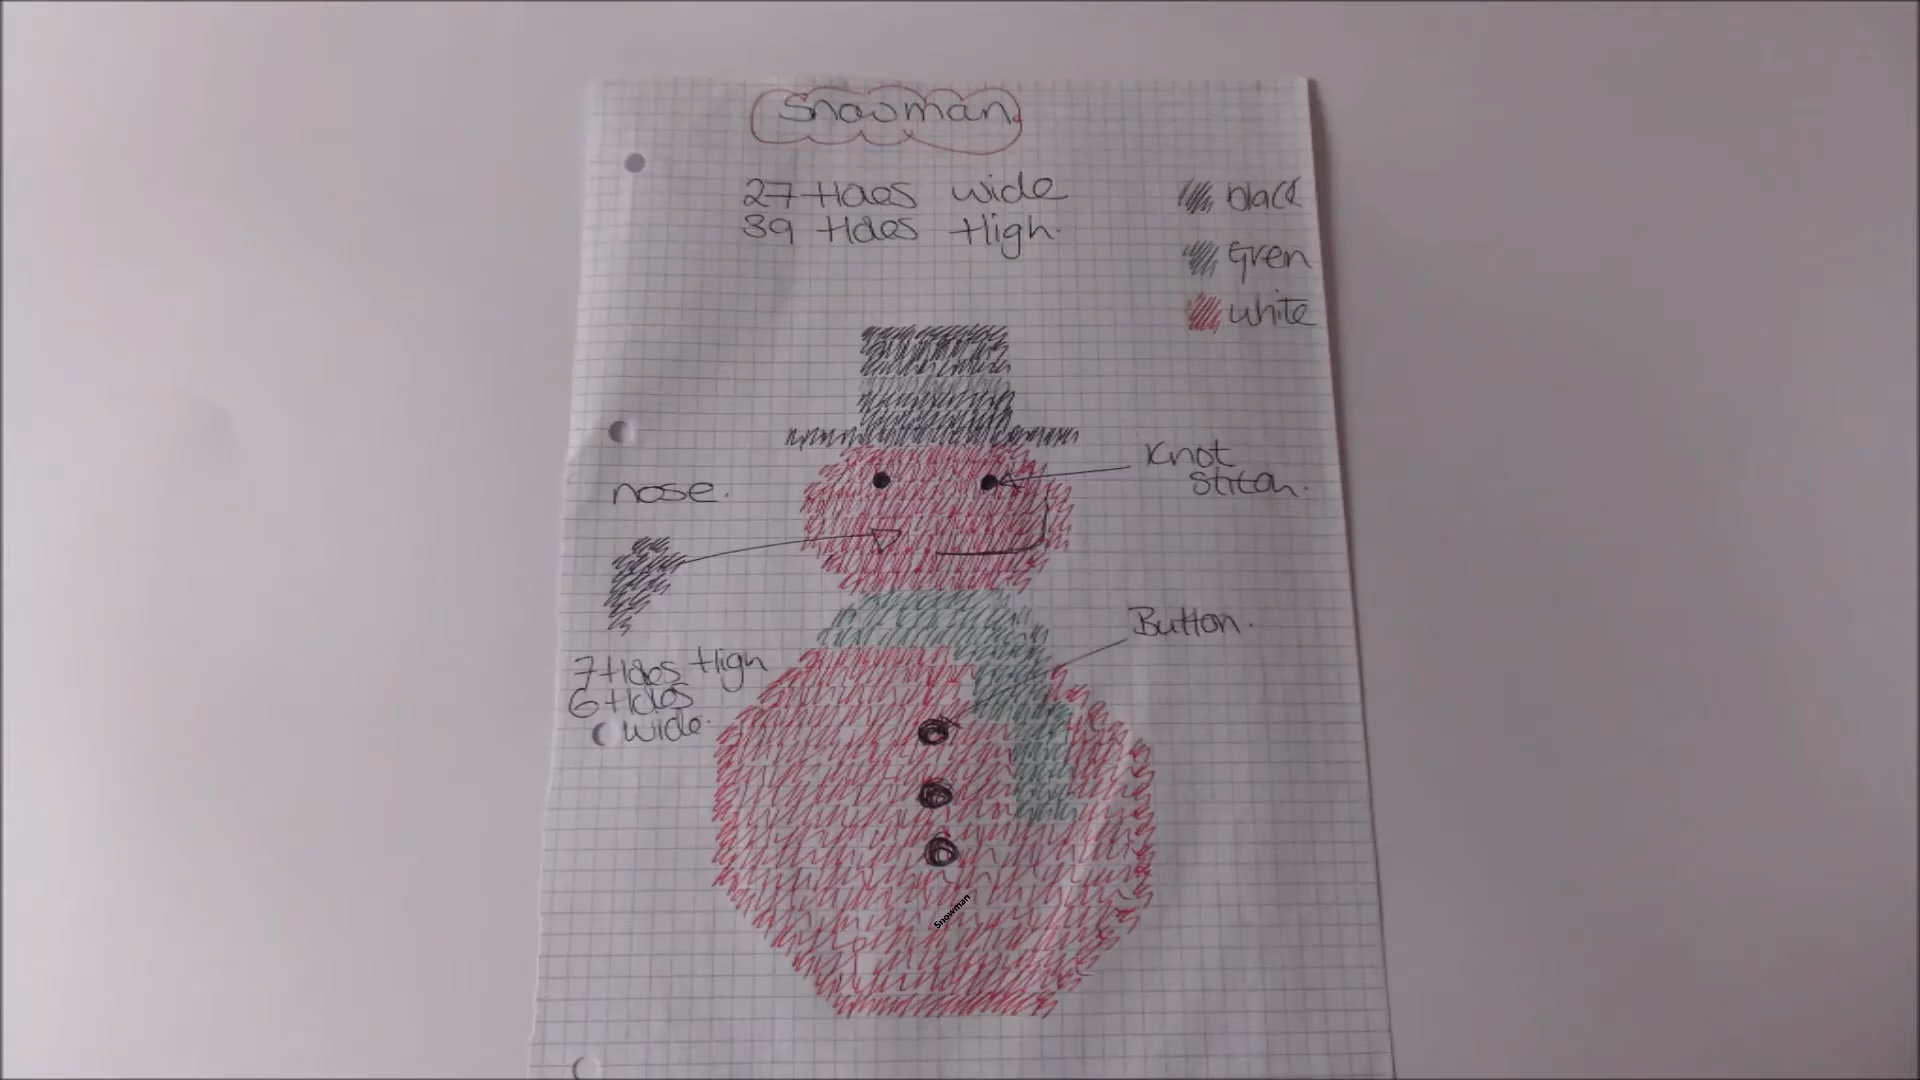 Snowman.
27 Holes wide
39 Holes High.
black
Green
white
Knot
Stitch.
nose.
Button.
7 Holes High
6 Holes
wide.
Snowman